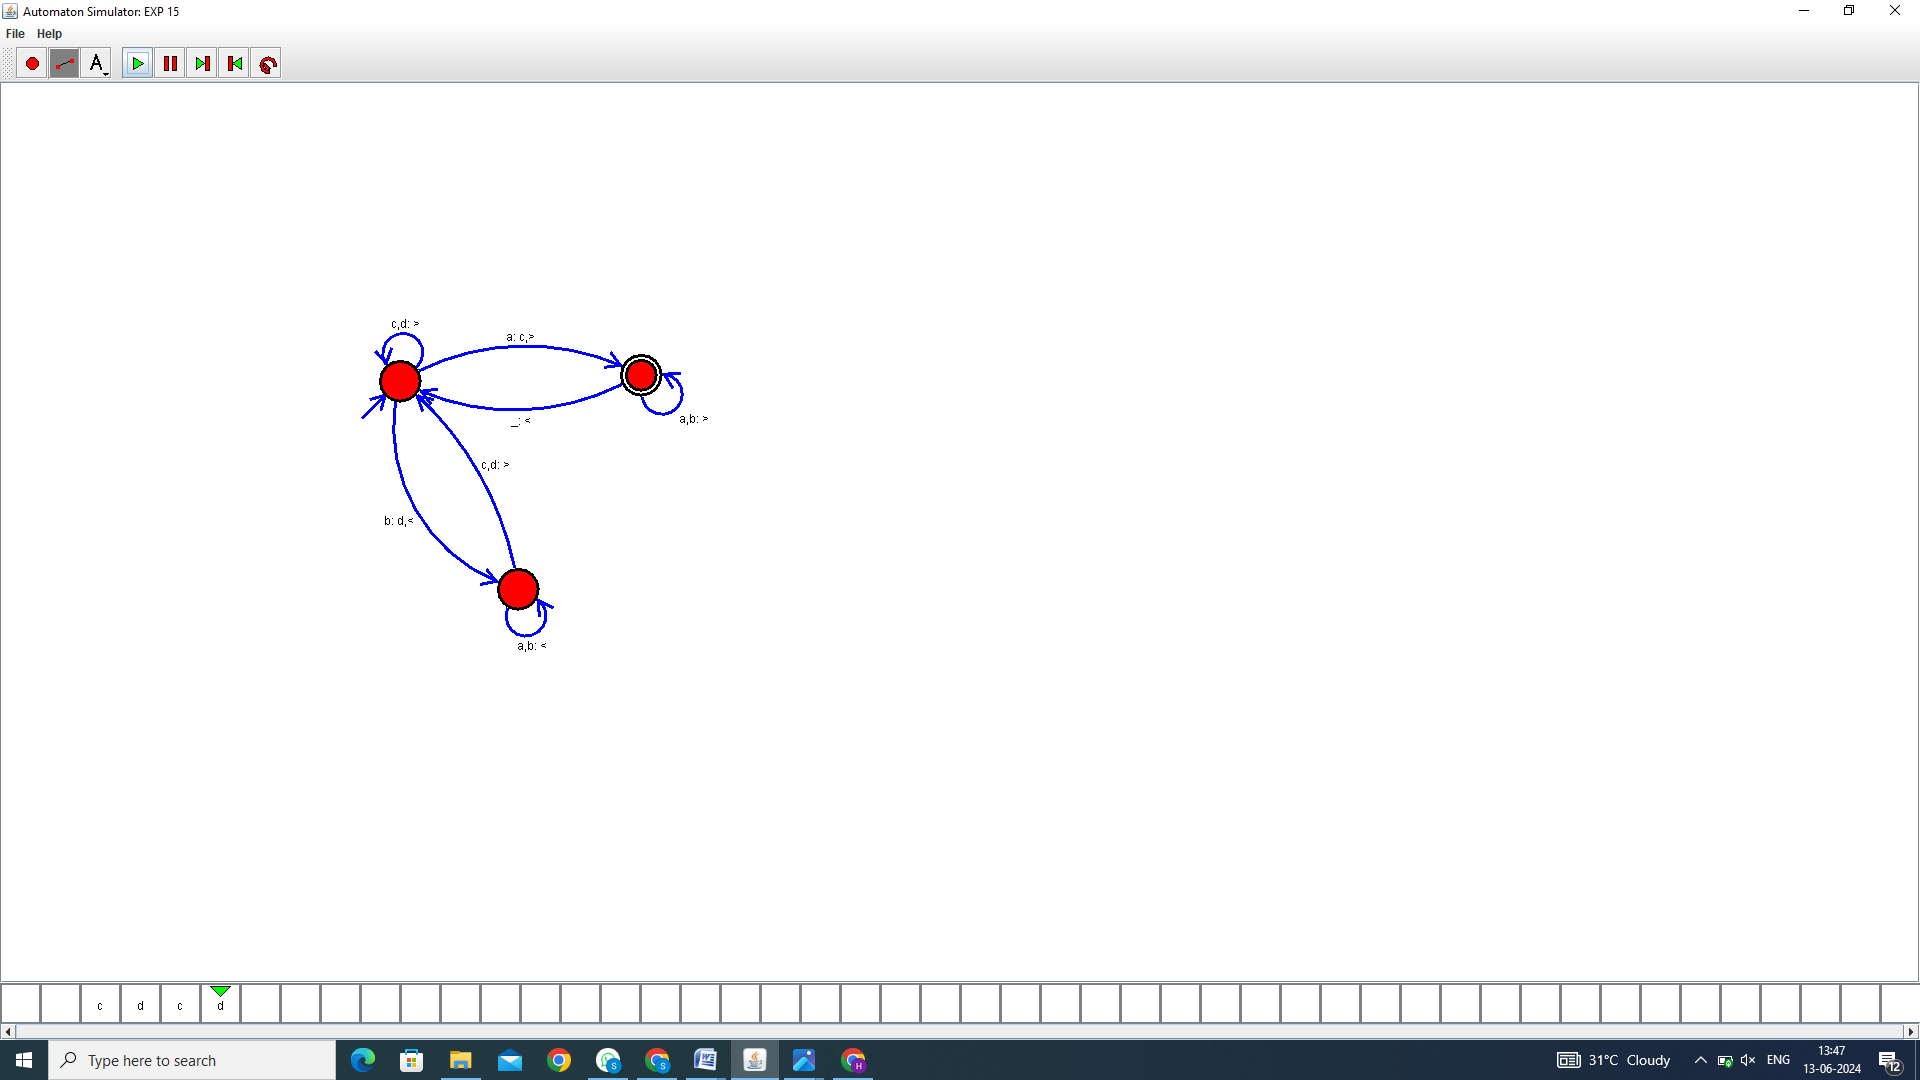 Automaton Simulator: EXP 15
File Help
A
c,d: >
a: c,>
_: <
a,b: >
c,d: >
b: d,<
a,b: <
c d c d
Type here to search
S
S
W
H
31°C Cloudy
ENG
13:47
13-06-2024
12